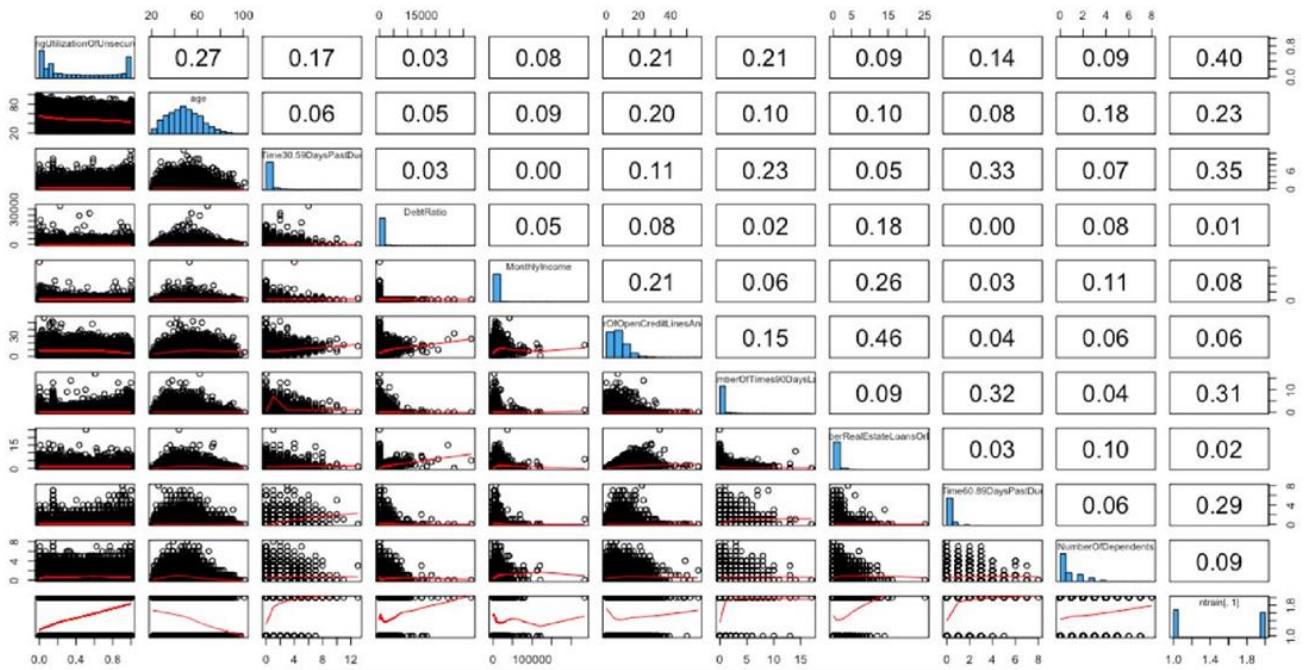 20 60 100 0 15000 0 20 40 0 5 15 25 0 2 4 6 8
ngUtilizationOfUnsecur 0.27 0.17 0.03 0.08 0.21 0.21 0.09 0.14 0.09 0.40 0.0 0.8
20 80 age 0.06 0.05 0.09 0.20 0.10 0.10 0.08 0.18 0.23
Time30.59DaysPastDu 0.03 0.00 0.11 0.23 0.05 0.33 0.07 0.35 0 6
0 30000 DebtRatio 0.05 0.08 0.02 0.18 0.00 0.08 0.01
MonthlyIncome 0.21 0.06 0.26 0.03 0.11 0.08 0
0 30 rOfOpenCreditLinesAn 0.15 0.46 0.04 0.06 0.06
mberOfTimes90DaysLa 0.09 0.32 0.04 0.31 0 10
0 15 berRealEstateLoansOrl 0.03 0.10 0.02
Time60.89DaysPastDu 0.06 0.29 0 4 8
0 4 8 NumberOfDependents 0.09
ntrain[, 1] 1.0 1.8
0.0 0.4 0.8 0 4 8 12 0 100000 0 5 10 15 0 2 4 6 8 1.0 1.4 1.8